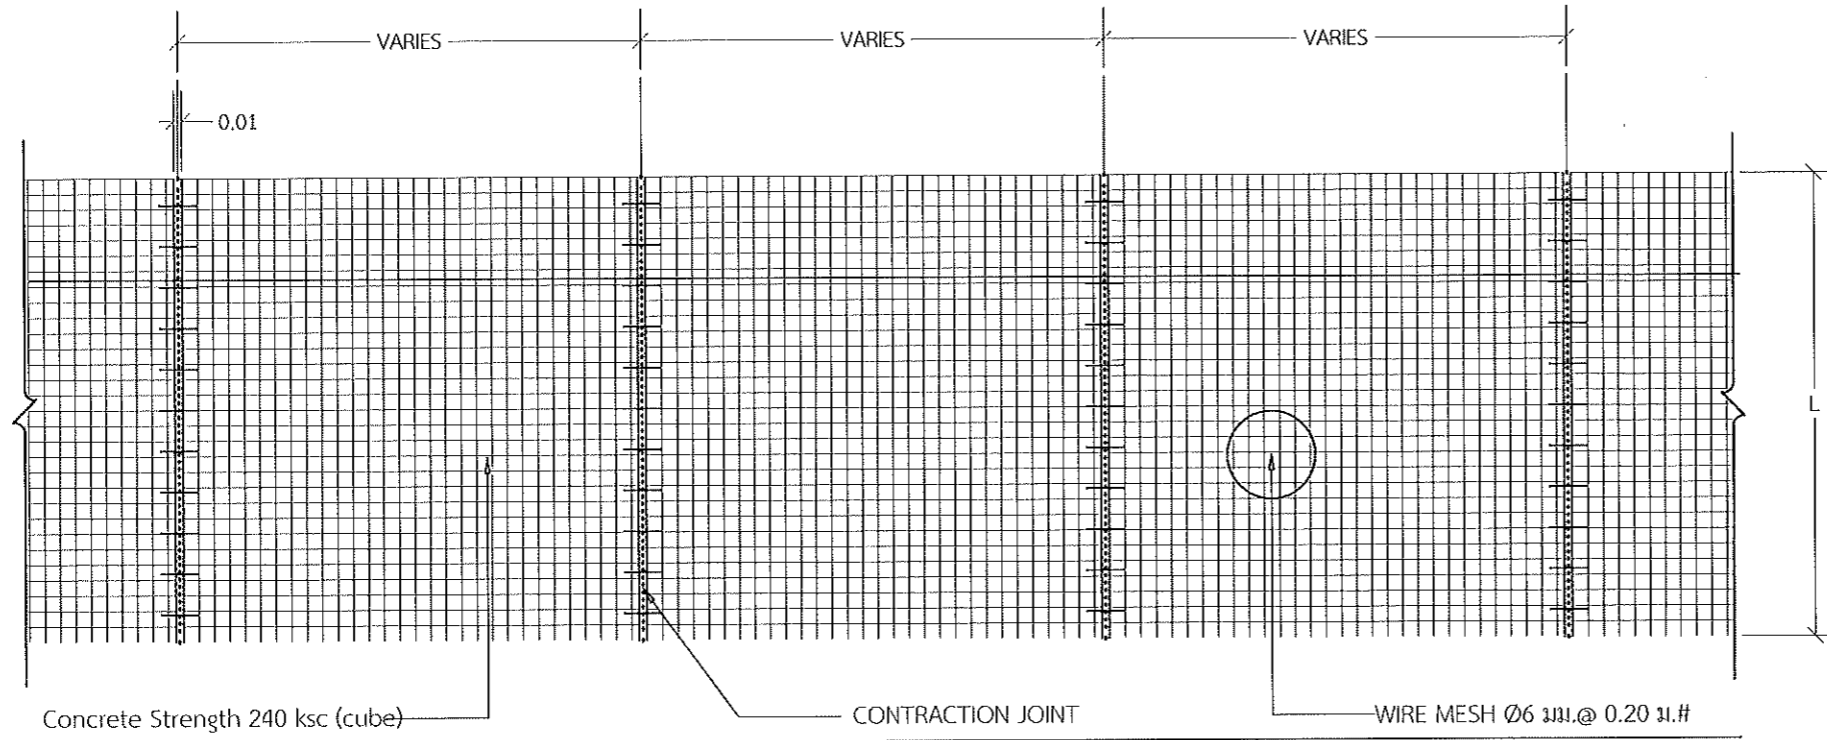 VARIES
VARIES
VARIES
0.01
L
Concrete Strength 240 ksc (cube)
CONTRACTION JOINT
WIRE MESH Ø6 มม.@ 0.20 ม.#